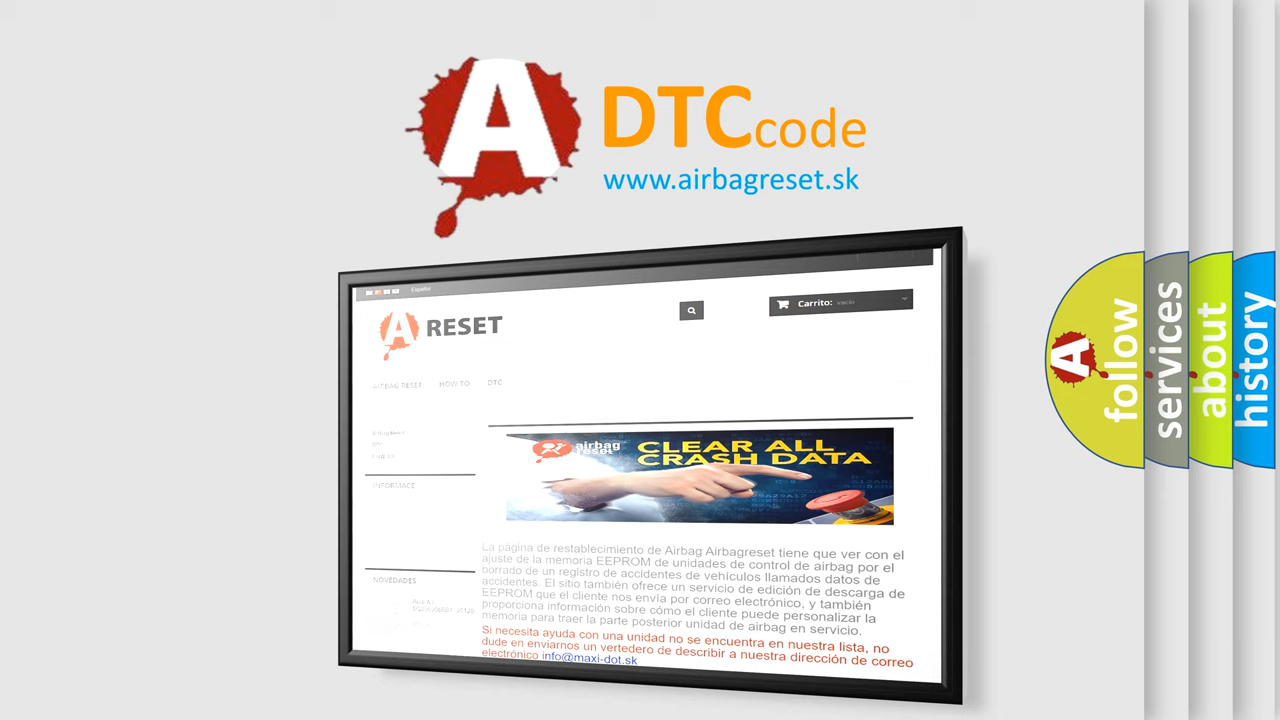 A
DTCcode
www.airbagreset.sk
Español
A RESET
Carrito: vacío
AIRBAG RESET HOW TO DTC
INFORMACE
airbag reset
CLEAR ALL
CRASH DATA
La página de restablecimiento de Airbag Airbagreset tiene que ver con el
ajuste de la memoria EEPROM de unidades de control de airbag por el
borrado de un registro de accidentes de vehículos llamados datos de
accidentes. El sitio también ofrece un servicio de edición de descarga de
EEPROM que el cliente nos envía por correo electrónico, y también
proporciona información sobre cómo el cliente puede personalizar la
memoria para traer la parte posterior unidad de airbag en servicio.
Si necesita ayuda con una unidad no se encuentra en nuestra lista, no
dude en enviarnos un vertedero de describir a nuestra dirección de correo
electrónico info@maxi-dot.sk
NOVEDADES
A follow
services
about
history